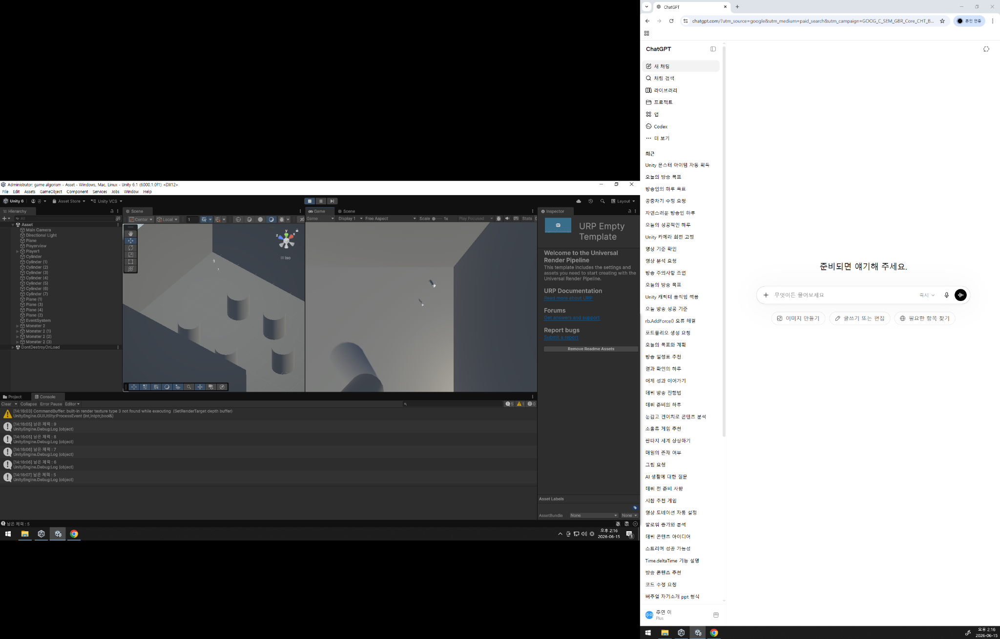 Administrator: game algorism - Asset - Windows, Mac, Linux - Unity 6.1 (6000.1.0f1) <DX12>
File Edit Assets GameObject Component Services Jobs Window Help
Unity 6 공 Asset Store Unity VCS Layout
Hierarchy
All
Asset
Main Camera
Directional Light
Plane
Playerview
Player1
Cylinder
Cylinder (1)
Cylinder (2)
Cylinder (3)
Cylinder (4)
Cylinder (5)
Cylinder (6)
Cylinder (7)
Plane (1)
Plane (3)
Plane (4)
Plane (2)
EventSystem
Monster 2
Monster 2 (1)
Monster 2 (2)
Monster 2 (3)
DontDestroyOnLoad
Scene
Center Local 1
y
z x
Iso
Game Scene
Game Display 1 Free Aspect Scale 1x Play Focused Stats G
Inspector
URP Empty
Template
Welcome to the Universal
Render Pipeline
This template includes the settings and
assets you need to start creating with the
Universal Render Pipeline.
URP Documentation
Read more about URP
Forums
Get answers and support
Report bugs
Submit a report
Remove Readme Assets
Asset Labels
AssetBundle None None
Project Console
Clear Collapse Error Pause Editor
5 1 0
[14:16:03] CommandBuffer: built-in render texture type 3 not found while executing (SetRenderTarget depth buffer)
UnityEngine.GUIUtility:ProcessEvent (int,intptr,bool&)
[14:16:05] 남은 체력 : 9
UnityEngine.Debug:Log (object)
[14:16:05] 남은 체력 : 8
UnityEngine.Debug:Log (object)
[14:16:06] 남은 체력 : 7
UnityEngine.Debug:Log (object)
[14:16:06] 남은 체력 : 6
UnityEngine.Debug:Log (object)
[14:16:07] 남은 체력 : 5
UnityEngine.Debug:Log (object)
남은 체력 : 5
오후 2:16
2026-06-15
3
ChatGPT
chatgpt.com/?utm_source=google&utm_medium=paid_search&utm_campaign=GOOG_C_SEM_GBR_Core_CHT_B...
본인 인증
ChatGPT
새 채팅
채팅 검색
라이브러리
프로젝트
앱
Codex
더 보기
최근
Unity 몬스터 아이템 자동 획득
오늘의 방송 목표
방송인의 하루 목표
공중차기 수정 요청
자연스러운 방송인 하루
오늘의 성공적인 하루
Unity 카메라 회전 고정
영상 기준 확인
영상 분석 요청
방송 주의사항 조언
오늘의 방송 목표
Unity 캐릭터 움직임 적용
오늘 방송 성공 기준
rb.AddForce() 오류 해결
포트폴리오 생성 요청
오늘의 목표와 계획
방송 일정표 추천
결과 확인의 하루
어제 성과 이어가기
데뷔 방송 진행법
데뷔 준비의 하루
눈감고 겐이치로 콘텐츠 분석
소울류 게임 추천
판타지 세계 상상하기
매일의 존재 여부
그림 요청
AI 생활에 대한 질문
데뷔 전 준비 사항
시참 추천 게임
영상 도네이션 자동 설정
팔로워 증가와 분석
데뷔 콘텐츠 아이디어
스트리머 성공 가능성
Time.deltaTime 기능 설명
방송 콘텐츠 추천
코드 수정 요청
버추얼 자기소개 ppt 형식
주이 주연 이
Plus
준비되면 얘기해 주세요.
무엇이든 물어보세요 즉시
이미지 만들기 글쓰기 또는 편집 필요한 항목 찾기
오후 2:16
2026-06-15